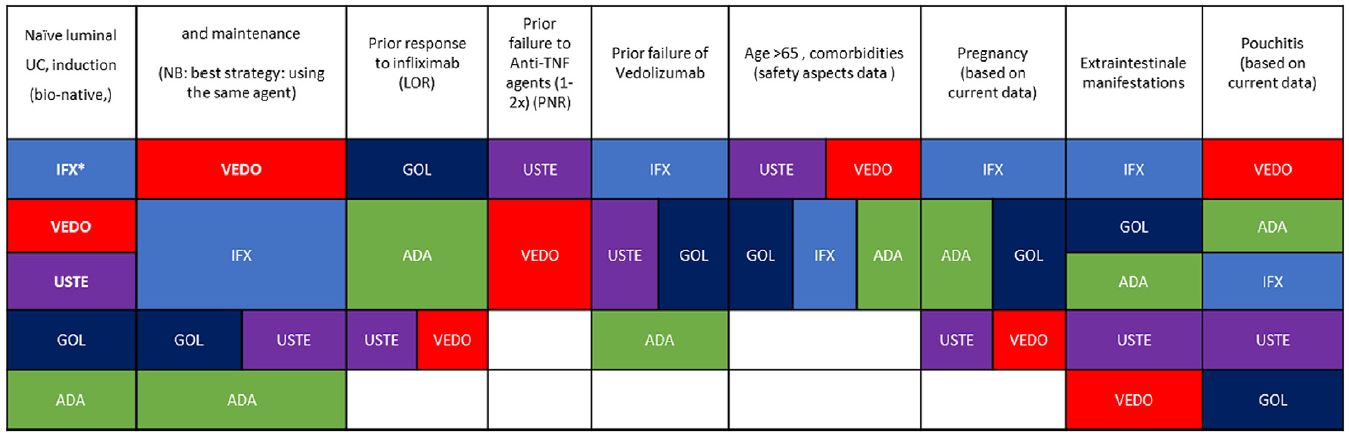 Naïve luminal
UC, induction
(bio-native,)
and maintenance
(NB: best strategy: using
the same agent)
Prior response
to infliximab
(LOR)
Prior
failure to
Anti-TNF
agents (1-
2x) (PNR)
Prior failure of
Vedolizumab
Age >65 , comorbidities
(safety aspects data )
Pregnancy
(based on
current data)
Extraintestinale
manifestations
Pouchitis
(based on
current data)
IFX*
VEDO
GOL
USTE
IFX
USTE
VEDO
IFX
IFX
VEDO
VEDO
USTE
IFX
ADA
VEDO
USTE
GOL
GOL
IFX
ADA
ADA
GOL
GOL
ADA
ADA
IFX
GOL
GOL
USTE
USTE
VEDO
ADA
USTE
VEDO
USTE
USTE
ADA
ADA
VEDO
GOL